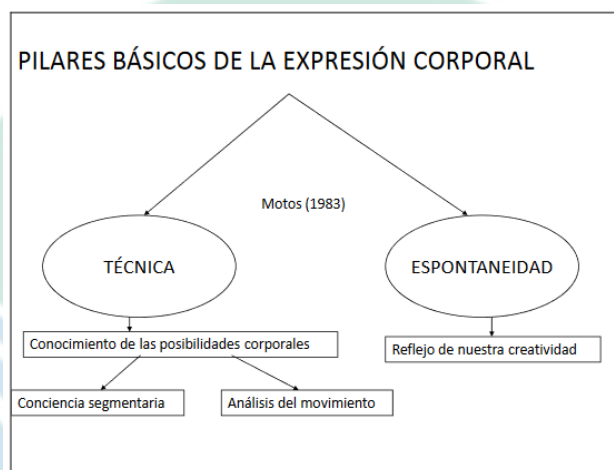 PILARES BÁSICOS DE LA EXPRESIÓN CORPORAL
Motos (1983)
TÉCNICA
ESPONTANEIDAD
Conocimiento de las posibilidades corporales
Reflejo de nuestra creatividad
Conciencia segmentaria
Análisis del movimiento